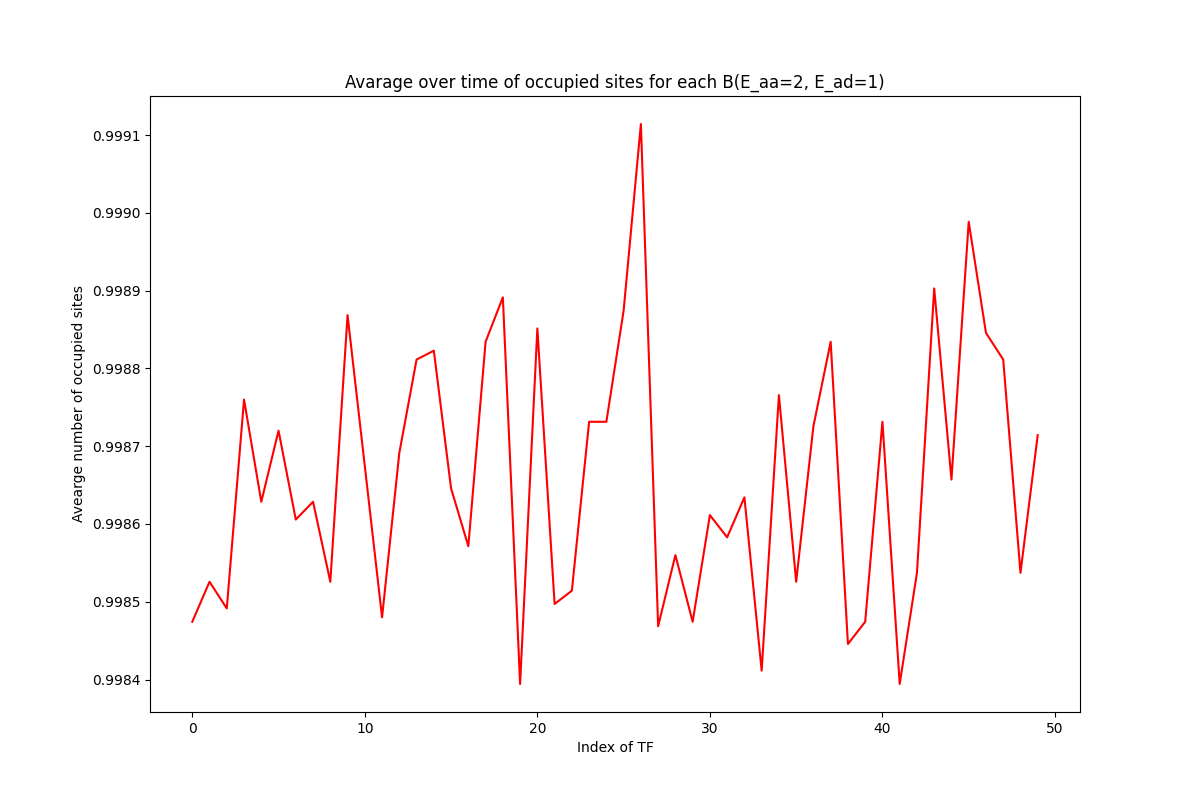 Avarage over time of occupied sites for each B(E_aa=2, E_ad=1)
Avearge number of occupied sites
0.9991
0.9990
0.9989
0.9988
0.9987
0.9986
0.9985
0.9984
0 10 20 30 40 50
Index of TF